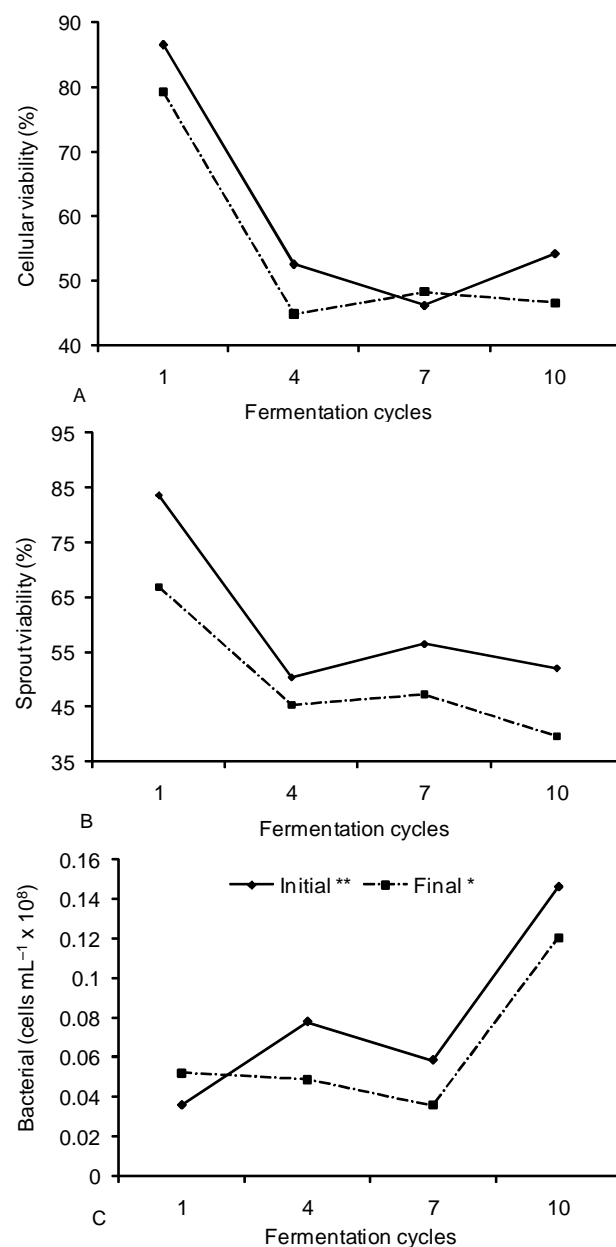 Cellular viability (%)
90
80
70
60
50
40
1 4 7 10
A
Fermentation cycles
Sprout viability (%)
95
85
75
65
55
45
35
1 4 7 10
B
Fermentation cycles
Bacterial (cells mL⁻¹ x 10⁸)
0.16
0.14
0.12
0.1
0.08
0.06
0.04
0.02
0
Initial ** Final *
1 4 7 10
C
Fermentation cycles